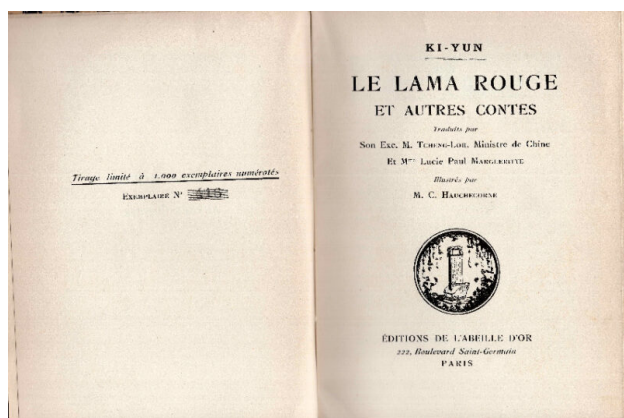 Tirage limité à 1.000 exemplaires numérotés
EXEMPLAIRE N°
KI-YUN
LE LAMA ROUGE
ET AUTRES CONTES
Traduits par
Son Exc. M. TCHENG-LOH, Ministre de Chine
Et Mme Lucie Paul MARGUERITTE
Illustrés par
M. C. HAUCHECORNE
ÉDITIONS DE L'ABEILLE D'OR
222, Boulevard Saint-Germain
PARIS